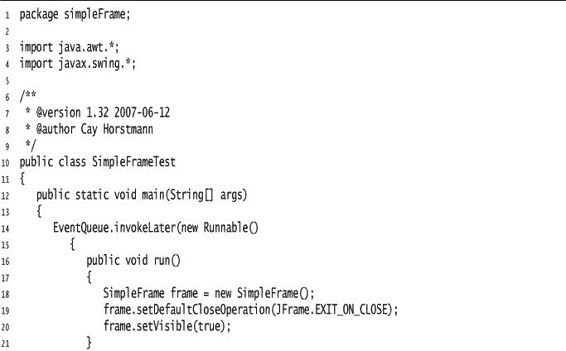 1 package simpleFrame;
2
3 import java.awt.*;
4 import javax.swing.*;
5
6 /**
7  * @version 1.32 2007-06-12
8  * @author Cay Horstmann
9  */
10 public class SimpleFrameTest
11 {
12    public static void main(String[] args)
13    {
14       EventQueue.invokeLater(new Runnable()
15          {
16             public void run()
17             {
18                SimpleFrame frame = new SimpleFrame();
19                frame.setDefaultCloseOperation(JFrame.EXIT_ON_CLOSE);
20                frame.setVisible(true);
21             }